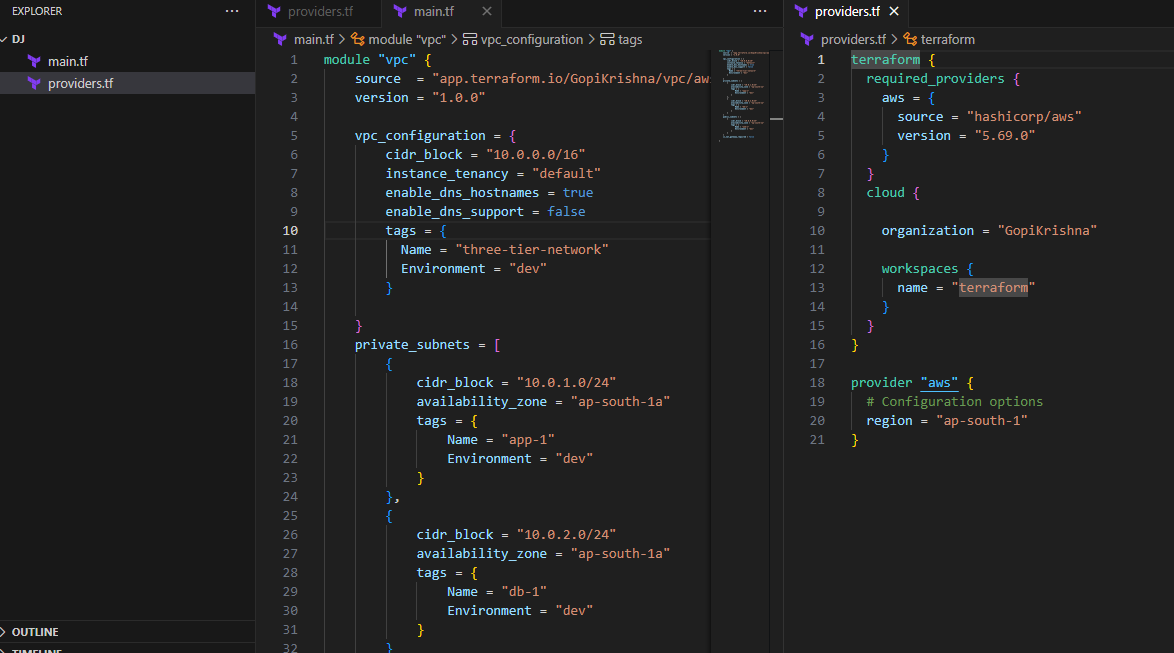 EXPLORER
···
DJ
main.tf
providers.tf
OUTLINE
TIMELINE
providers.tf
main.tf
···
main.tf > module "vpc" > vpc_configuration > tags
1 module "vpc" {
2 source = "app.terraform.io/GopiKrishna/vpc/aw
3 version = "1.0.0"
4
5 vpc_configuration = {
6 cidr_block = "10.0.0.0/16"
7 instance_tenancy = "default"
8 enable_dns_hostnames = true
9 enable_dns_support = false
10 tags = {
11 Name = "three-tier-network"
12 Environment = "dev"
13 }
14
15 }
16 private_subnets = [
17 {
18 cidr_block = "10.0.1.0/24"
19 availability_zone = "ap-south-1a"
20 tags = {
21 Name = "app-1"
22 Environment = "dev"
23 }
24 },
25 {
26 cidr_block = "10.0.2.0/24"
27 availability_zone = "ap-south-1a"
28 tags = {
29 Name = "db-1"
30 Environment = "dev"
31 }
32 }
providers.tf
providers.tf > terraform
1 terraform {
2 required_providers {
3 aws = {
4 source = "hashicorp/aws"
5 version = "5.69.0"
6 }
7 }
8 cloud {
9
10 organization = "GopiKrishna"
11
12 workspaces {
13 name = "terraform"
14 }
15 }
16 }
17
18 provider "aws" {
19 # Configuration options
20 region = "ap-south-1"
21 }